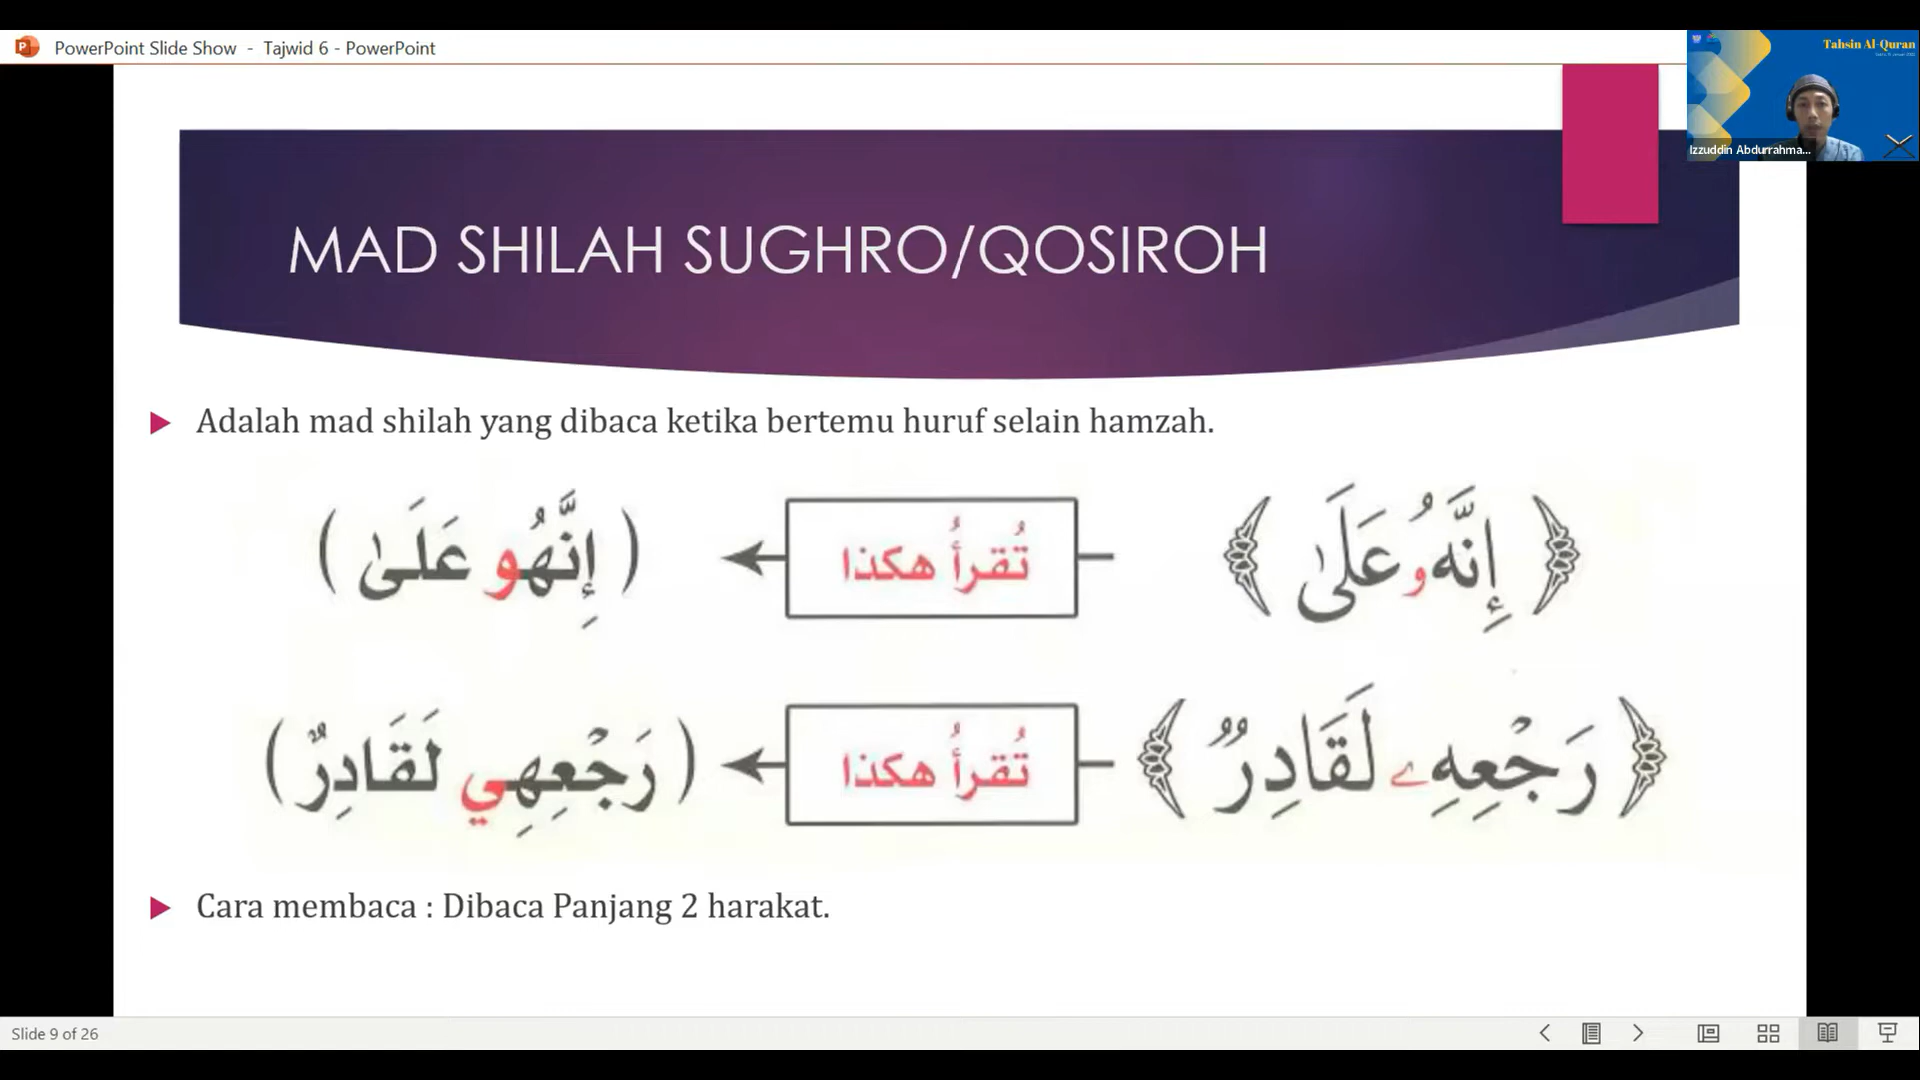 PowerPoint Slide Show - Tajwid 6 - PowerPoint
Tahsin Al-Quran
Izzuddin Abdurrahma...
MAD SHILAH SUGHRO/QOSIROH
Adalah mad shilah yang dibaca ketika bertemu huruf selain hamzah.
﴿ إِنَّهُۥ عَلَىٰ ﴾ تُقرأُ هكذا ( إِنَّهُو عَلَىٰ )
﴿ رَجْعِهِۦ لَقَادِرٌ ﴾ تُقرأُ هكذا ( رَجْعِهِي لَقَادِرٌ )
Cara membaca : Dibaca Panjang 2 harakat.
Slide 9 of 26